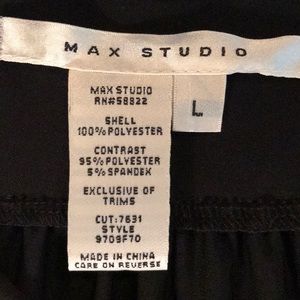 MAX STUDIO
L
MAX STUDIO
RN#58822
SHELL
100% POLYESTER
CONTRAST
95% POLYESTER
5% SPANDEX
EXCLUSIVE OF
TRIMS
CUT:7631
STYLE
9709F70
MADE IN CHINA
CARE ON REVERSE